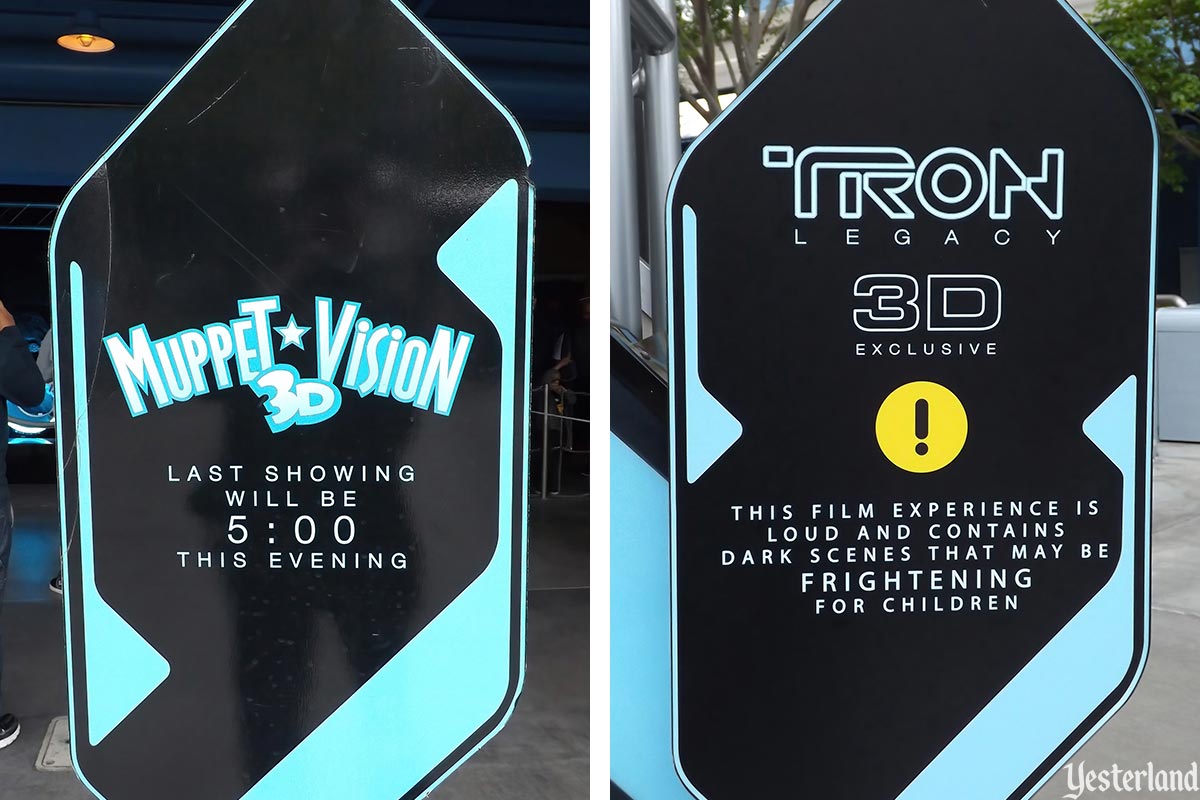 MUPPET★VISION
3D
LAST SHOWING
WILL BE
5:00
THIS EVENING
TRON
LEGACY
3D
EXCLUSIVE
!
THIS FILM EXPERIENCE IS
LOUD AND CONTAINS
DARK SCENES THAT MAY BE
FRIGHTENING
FOR CHILDREN
Yesterland